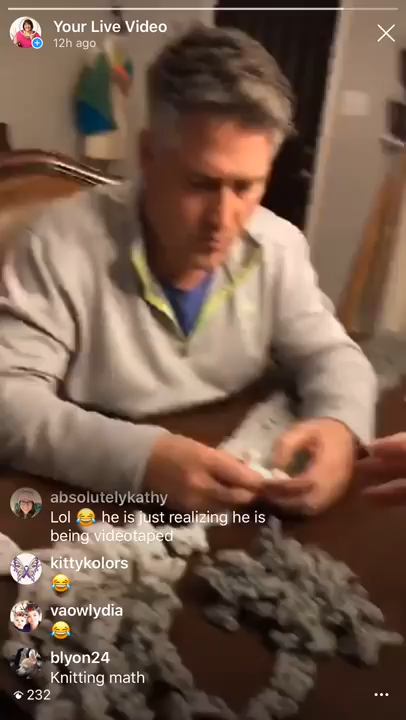 Your Live Video
12h ago
absolutelykathy
Lol 😂 he is just realizing he is
being videotaped
kittykolors
😂
vaowlydia
😂
blyon24
Knitting math
232